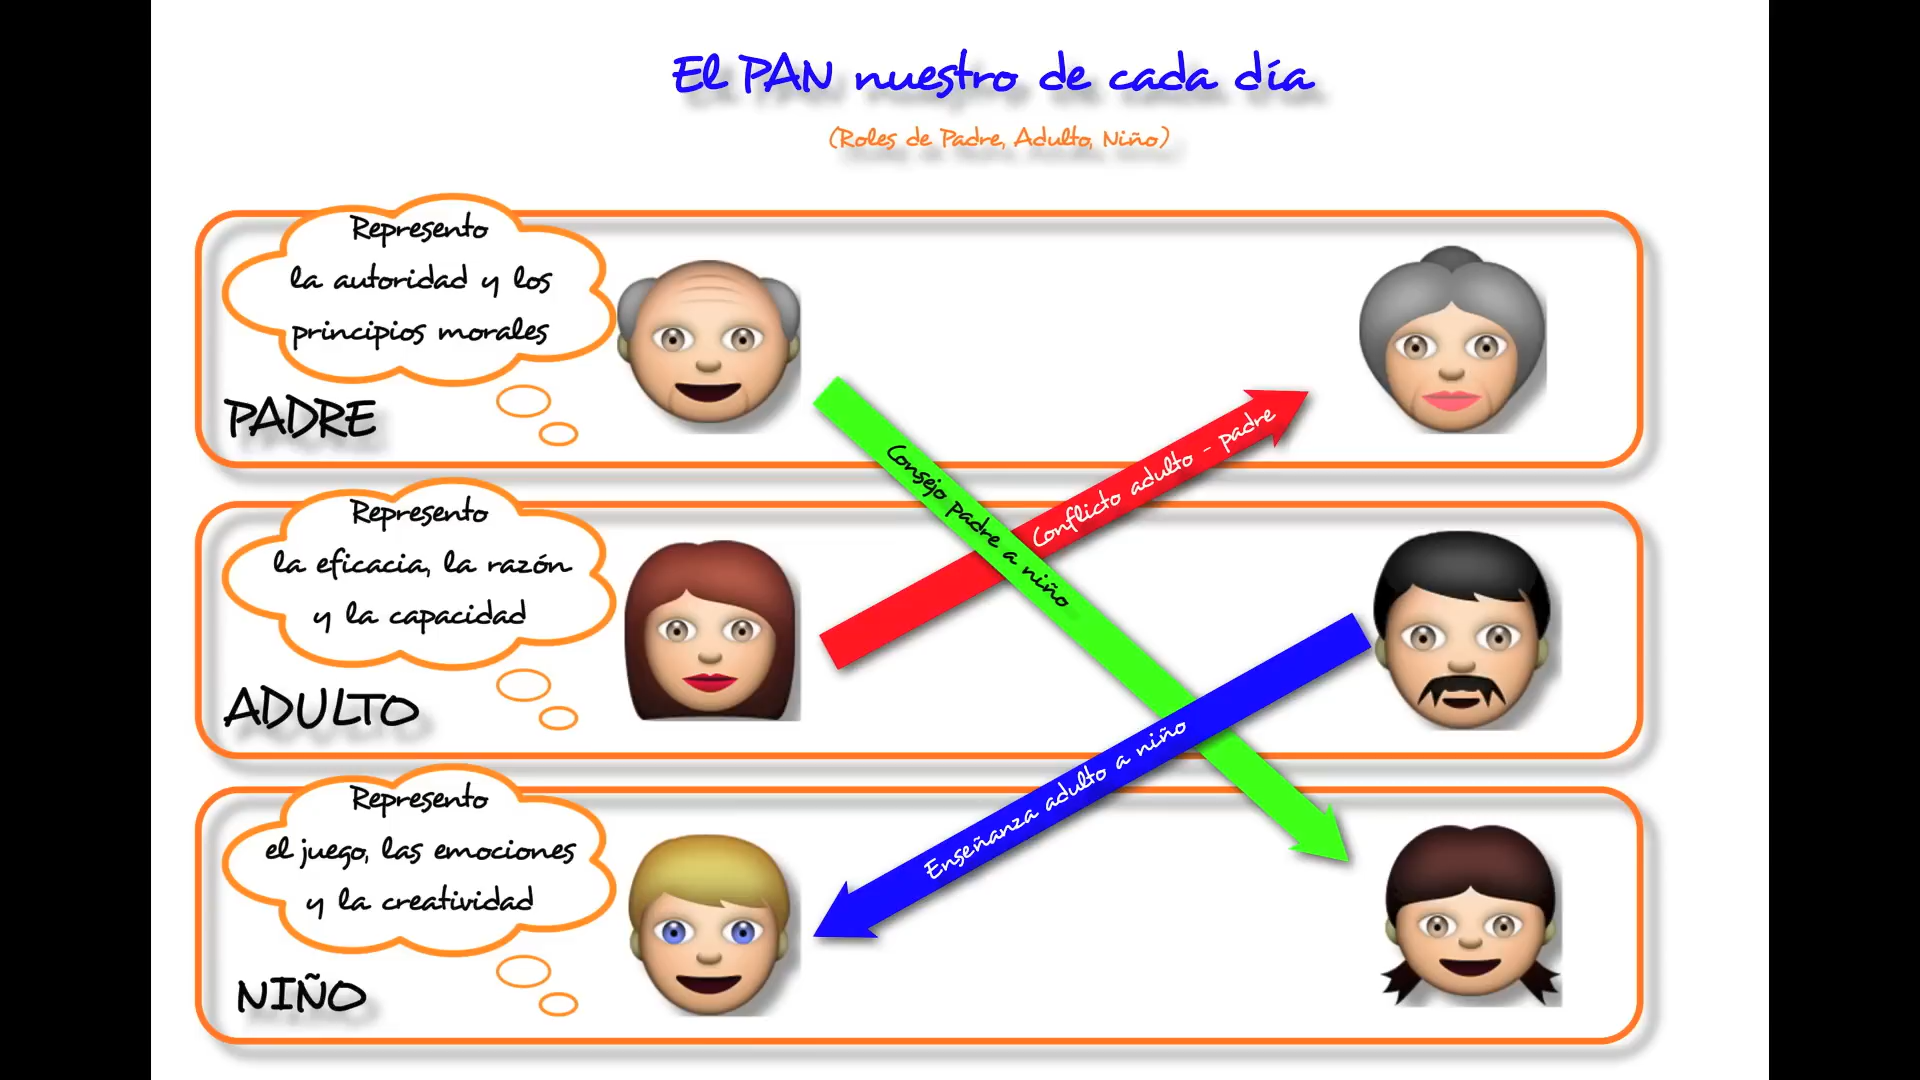 El PAN nuestro de cada día
(Roles de Padre, Adulto, Niño)
Represento
la autoridad y los
principios morales
PADRE
Consejo padre a niño
Conflicto adulto - padre
Represento
la eficacia, la razón
y la capacidad
ADULTO
Enseñanza adulto a niño
Represento
el juego, las emociones
y la creatividad
NIÑO